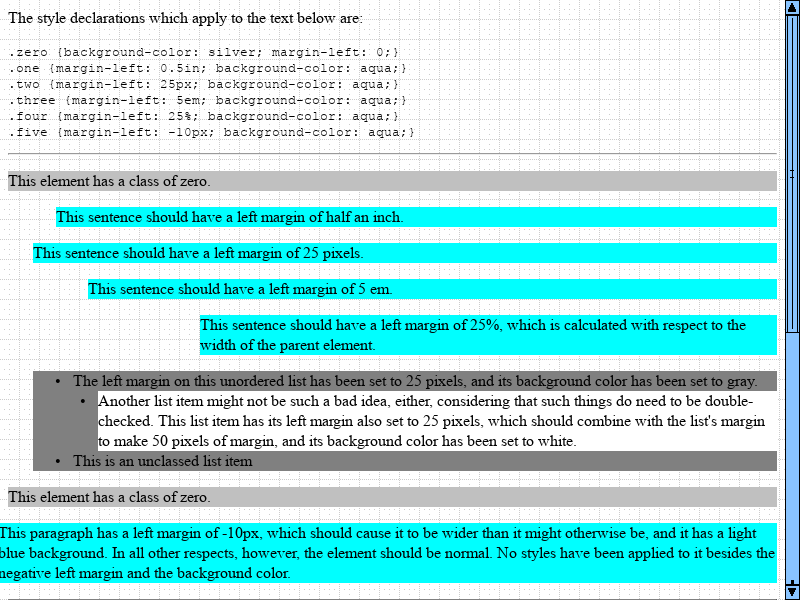 The style declarations which apply to the text below are:
.zero {background-color: silver; margin-left: 0;}
.one {margin-left: 0.5in; background-color: aqua;}
.two {margin-left: 25px; background-color: aqua;}
.three {margin-left: 5em; background-color: aqua;}
.four {margin-left: 25%; background-color: aqua;}
.five {margin-left: -10px; background-color: aqua;}
This element has a class of zero.
This sentence should have a left margin of half an inch.
This sentence should have a left margin of 25 pixels.
This sentence should have a left margin of 5 em.
This sentence should have a left margin of 25%, which is calculated with respect to the
width of the parent element.
• The left margin on this unordered list has been set to 25 pixels, and its background color has been set to gray.
• Another list item might not be such a bad idea, either, considering that such things do need to be double-
checked. This list item has its left margin also set to 25 pixels, which should combine with the list's margin
to make 50 pixels of margin, and its background color has been set to white.
• This is an unclassed list item
This element has a class of zero.
This paragraph has a left margin of -10px, which should cause it to be wider than it might otherwise be, and it has a light
blue background. In all other respects, however, the element should be normal. No styles have been applied to it besides the
negative left margin and the background color.